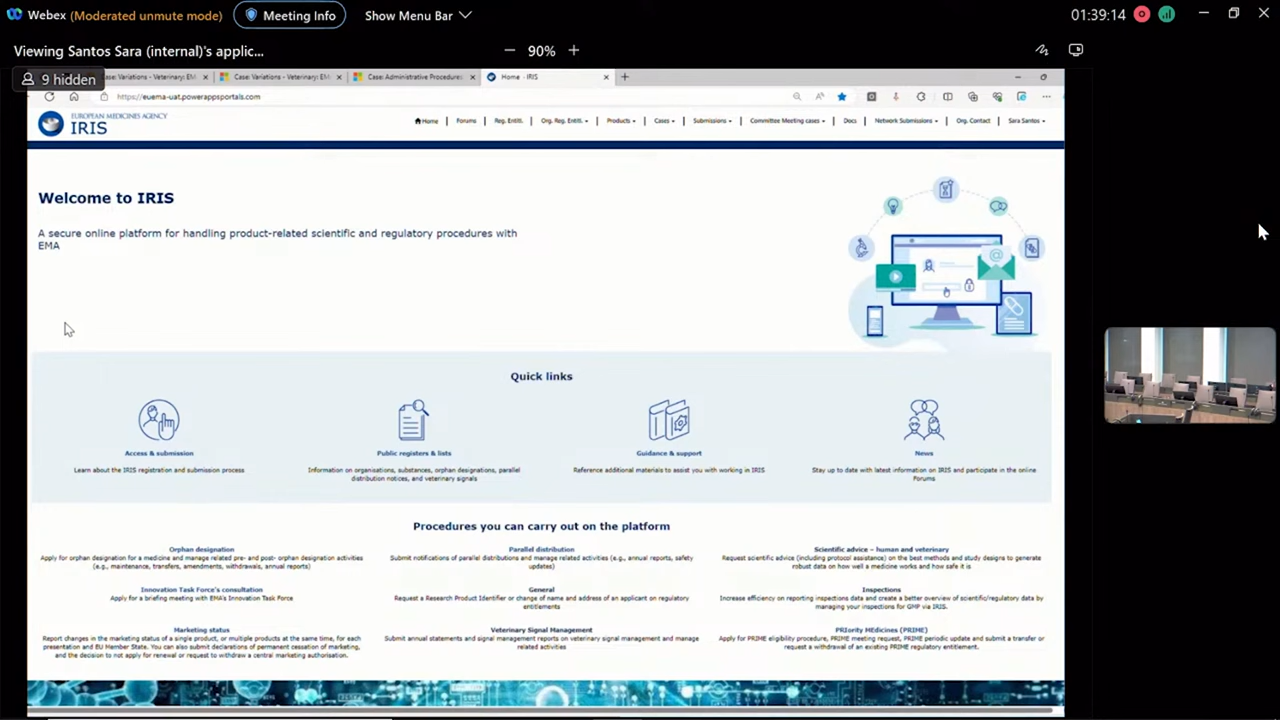 Webex (Moderated unmute mode) Meeting Info Show Menu Bar 01:39:14
Viewing Santos Sara (internal)'s applic... 90%
9 hidden Case: Variations - Veterinary: EM Case: Administrative Procedures Home · IRIS
https://euema-uat.powerappsportals.com
EUROPEAN MEDICINES AGENCY
IRIS
Home Forums Reg. Entitl. Org. Reg. Entitl. Products Cases Submissions Committee Meeting cases Docs Network Submissions Org. Contact Sara Santos
Welcome to IRIS
A secure online platform for handling product-related scientific and regulatory procedures with
EMA
Quick links
Access & submission
Learn about the IRIS registration and submission process
Public registers & lists
Information on organisations, substances, orphan designations, parallel
distribution notices, and veterinary signals
Guidance & support
Reference additional materials to assist you with working in IRIS
News
Stay up to date with latest information on IRIS and participate in the online
Forums
Procedures you can carry out on the platform
Orphan designation
Apply for orphan designation for a medicine and manage related pre- and post- orphan designation activities
(e.g., maintenance, transfers, amendments, withdrawals, annual reports)
Parallel distribution
Submit notifications of parallel distributions and manage related activities (e.g., annual reports, safety
updates)
Scientific advice – human and veterinary
Request scientific advice (including protocol assistance) on the best methods and study designs to generate
robust data on how well a medicine works and how safe it is
Innovation Task Force's consultation
Apply for a briefing meeting with EMA's Innovation Task Force
General
Request a Research Product Identifier or change of name and address of an applicant on regulatory
entitlements
Inspections
Increase efficiency on reporting inspections data and create a better overview of scientific/regulatory data by
managing your inspections for GMP via IRIS.
Marketing status
Report changes in the marketing status of a single product, or multiple products at the same time, for each
presentation and EU Member State. You can also submit declarations of permanent cessation of marketing,
and the decision to not apply for renewal or request to withdraw a central marketing authorisation.
Veterinary Signal Management
Submit annual statements and signal management reports on veterinary signal management and manage
related activities
PRIority MEdicines (PRIME)
Apply for PRIME eligibility procedure, PRIME meeting request, PRIME periodic update and submit a transfer or
request a withdrawal of an existing PRIME regulatory entitlement.